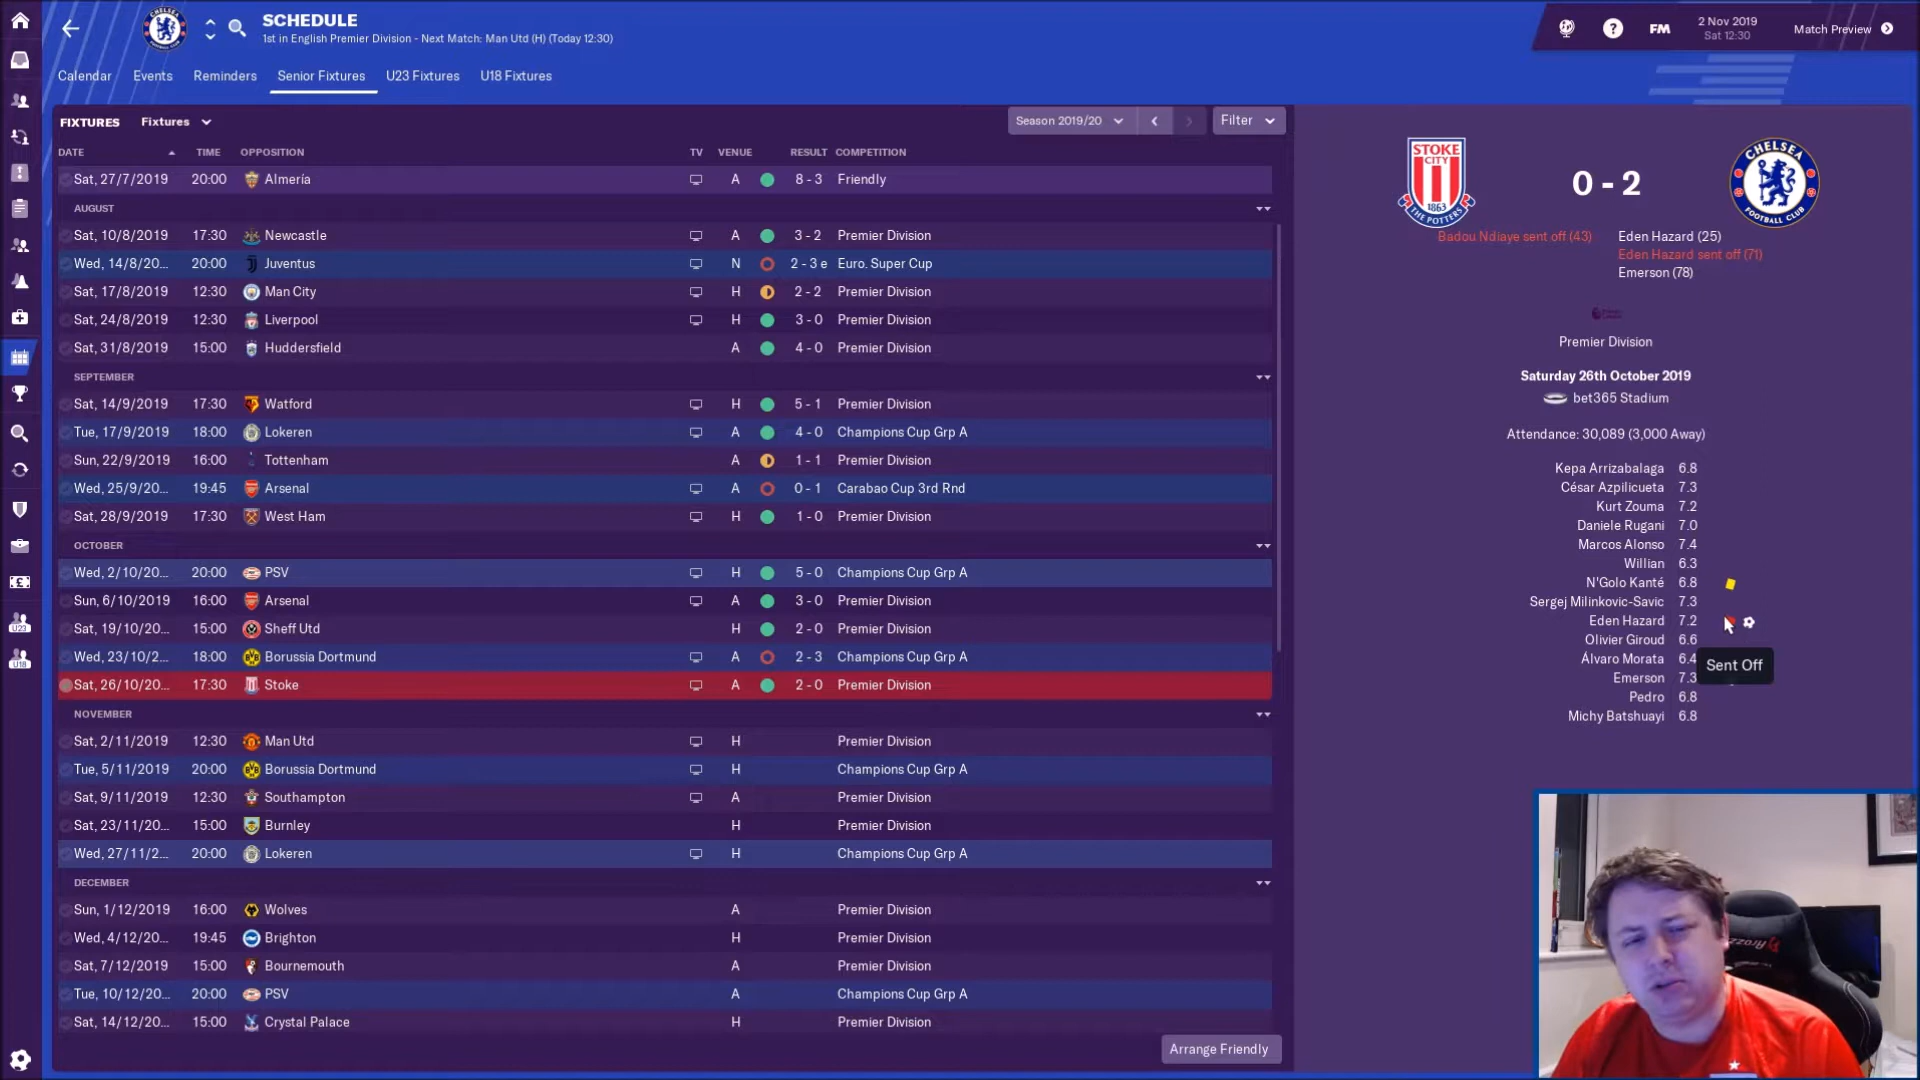 SCHEDULE
1st in English Premier Division - Next Match: Man Utd (H) (Today 12:30)
FM
2 Nov 2019
Sat 12:30
Match Preview
Calendar Events Reminders Senior Fixtures U23 Fixtures U18 Fixtures
FIXTURES Fixtures Season 2019/20 Filter
DATE TIME OPPOSITION TV VENUE RESULT COMPETITION
Sat, 27/7/2019 20:00 Almería A 8 - 3 Friendly
AUGUST
Sat, 10/8/2019 17:30 Newcastle A 3 - 2 Premier Division
Wed, 14/8/20... 20:00 Juventus N 2 - 3 e Euro. Super Cup
Sat, 17/8/2019 12:30 Man City H 2 - 2 Premier Division
Sat, 24/8/2019 12:30 Liverpool H 3 - 0 Premier Division
Sat, 31/8/2019 15:00 Huddersfield A 4 - 0 Premier Division
SEPTEMBER
Sat, 14/9/2019 17:30 Watford H 5 - 1 Premier Division
Tue, 17/9/2019 18:00 Lokeren A 4 - 0 Champions Cup Grp A
Sun, 22/9/2019 16:00 Tottenham A 1 - 1 Premier Division
Wed, 25/9/20... 19:45 Arsenal A 0 - 1 Carabao Cup 3rd Rnd
Sat, 28/9/2019 17:30 West Ham H 1 - 0 Premier Division
OCTOBER
Wed, 2/10/20... 20:00 PSV H 5 - 0 Champions Cup Grp A
Sun, 6/10/2019 16:00 Arsenal A 3 - 0 Premier Division
Sat, 19/10/20... 15:00 Sheff Utd H 2 - 0 Premier Division
Wed, 23/10/2... 18:00 Borussia Dortmund A 2 - 3 Champions Cup Grp A
Sat, 26/10/20... 17:30 Stoke A 2 - 0 Premier Division
NOVEMBER
Sat, 2/11/2019 12:30 Man Utd H Premier Division
Tue, 5/11/2019 20:00 Borussia Dortmund H Champions Cup Grp A
Sat, 9/11/2019 12:30 Southampton A Premier Division
Sat, 23/11/20... 15:00 Burnley H Premier Division
Wed, 27/11/2... 20:00 Lokeren H Champions Cup Grp A
DECEMBER
Sun, 1/12/2019 16:00 Wolves A Premier Division
Wed, 4/12/20... 19:45 Brighton H Premier Division
Sat, 7/12/2019 15:00 Bournemouth A Premier Division
Tue, 10/12/20... 20:00 PSV A Champions Cup Grp A
Sat, 14/12/20... 15:00 Crystal Palace H Premier Division
Arrange Friendly
STOKE
CITY
1863
THE POTTERS
0 - 2
CHELSEA
FOOTBALL CLUB
Badou Ndiaye sent off (43)
Eden Hazard (25)
Eden Hazard sent off (71)
Emerson (78)
Premier Division
Saturday 26th October 2019
bet365 Stadium
Attendance: 30,089 (3,000 Away)
Kepa Arrizabalaga 6.8
César Azpilicueta 7.3
Kurt Zouma 7.2
Daniele Rugani 7.0
Marcos Alonso 7.4
Willian 6.3
N'Golo Kanté 6.8
Sergej Milinkovic-Savic 7.3
Eden Hazard 7.2
Olivier Giroud 6.6
Álvaro Morata 6.4
Sent Off
Emerson 7.3
Pedro 6.8
Michy Batshuayi 6.8
U23
U18
Arozzi